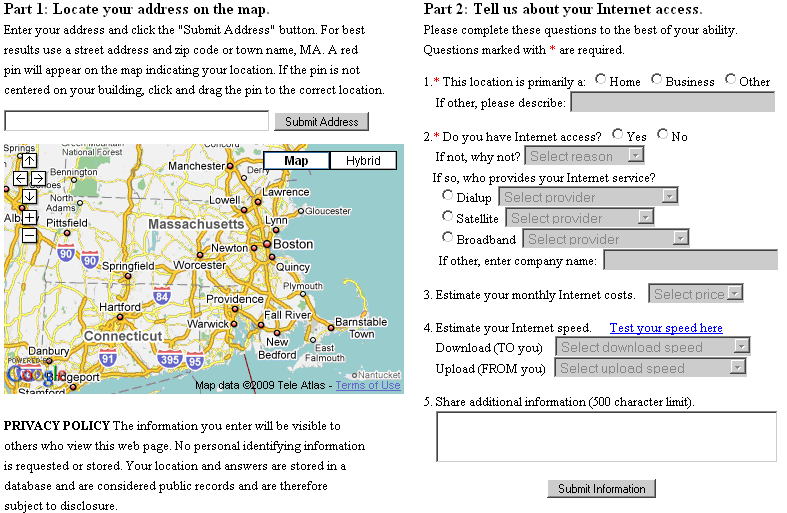 Part 1: Locate your address on the map.
Enter your address and click the "Submit Address" button. For best
results use a street address and zip code or town name, MA. A red
pin will appear on the map indicating your location. If the pin is not
centered on your building, click and drag the pin to the correct location.
Submit Address
Map
Hybrid
Springs
Green Mountain
National Forest
Concord
Manchester
Derry
Bennington
North
Adams
Pittsfield
Lowell
Lawrence
Gloucester
Lynn
Massachusetts
Newton
Boston
Worcester
Quincy
90
90
Springfield
Plymouth
84
Hartford
Providence
Warwick
Fall River
Barnstable
Town
Connecticut
New
Bedford
East
Falmouth
Danbury
91
395
95
Nantucket
POWERED BY
Google
Bridgeport
Stamford
Map data ©2009 Tele Atlas - Terms of Use
PRIVACY POLICY The information you enter will be visible to
others who view this web page. No personal identifying information
is requested or stored. Your location and answers are stored in a
database and are considered public records and are therefore
subject to disclosure.
Part 2: Tell us about your Internet access.
Please complete these questions to the best of your ability.
Questions marked with * are required.
1.* This location is primarily a: Home Business Other
If other, please describe:
2.* Do you have Internet access? Yes No
If not, why not? Select reason
If so, who provides your Internet service?
Dialup Select provider
Satellite Select provider
Broadband Select provider
If other, enter company name:
3. Estimate your monthly Internet costs. Select price
4. Estimate your Internet speed. Test your speed here
Download (TO you) Select download speed
Upload (FROM you) Select upload speed
5. Share additional information (500 character limit).
Submit Information